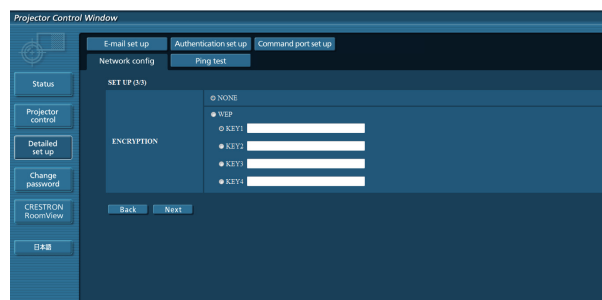 Projector Control Window
E-mail set up
Authentication set up
Command port set up
Network config
Ping test
Status
Projector
control
Detailed
set up
Change
password
CRESTRON
RoomView
日本語
SET UP (3/3)
ENCRYPTION
NONE
WEP
KEY1
KEY2
KEY3
KEY4
Back
Next